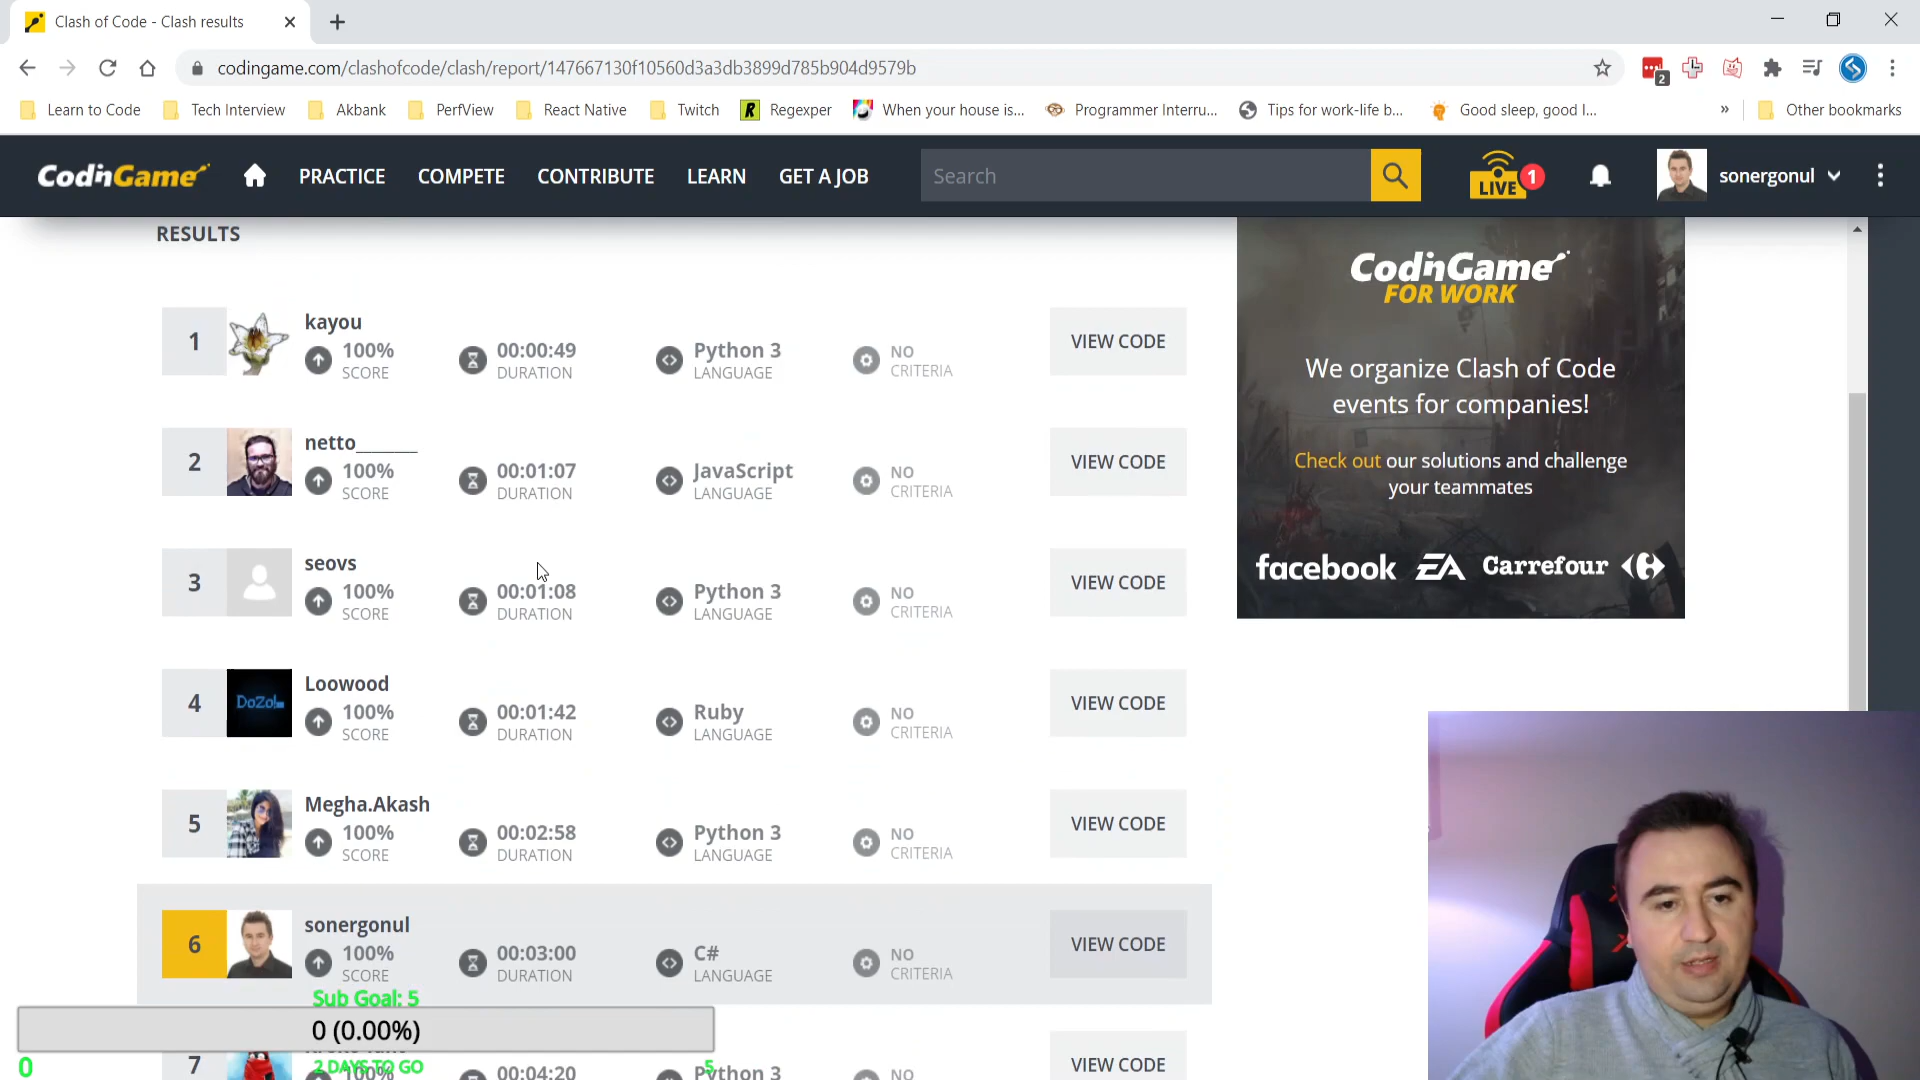 Clash of Code - Clash results
codingame.com/clashofcode/clash/report/147667130f10560d3a3db3899d785b904d9579b
2
Learn to Code Tech Interview Akbank PerfView React Native Twitch R Regexper When your house is... Programmer Interru... Tips for work-life b... Good sleep, good l... » Other bookmarks
CodinGame PRACTICE COMPETE CONTRIBUTE LEARN GET A JOB Search LIVE 1 sonergonul
RESULTS
1 kayou
100% 00:00:49 Python 3 NO
SCORE DURATION LANGUAGE CRITERIA
VIEW CODE
2 netto_______
100% 00:01:07 JavaScript NO
SCORE DURATION LANGUAGE CRITERIA
VIEW CODE
3 seovs
100% 00:01:08 Python 3 NO
SCORE DURATION LANGUAGE CRITERIA
VIEW CODE
4 DoZo! Loowood
100% 00:01:42 Ruby NO
SCORE DURATION LANGUAGE CRITERIA
VIEW CODE
5 Megha.Akash
100% 00:02:58 Python 3 NO
SCORE DURATION LANGUAGE CRITERIA
VIEW CODE
6 sonergonul
100% 00:03:00 C# NO
SCORE DURATION LANGUAGE CRITERIA
VIEW CODE
7
100% 00:04:20 Python 3 NO
VIEW CODE
CodinGame
FOR WORK
We organize Clash of Code
events for companies!
Check out our solutions and challenge
your teammates
facebook EA Carrefour
Sub Goal: 5
0 (0.00%)
0 2 DAYS TO GO 5